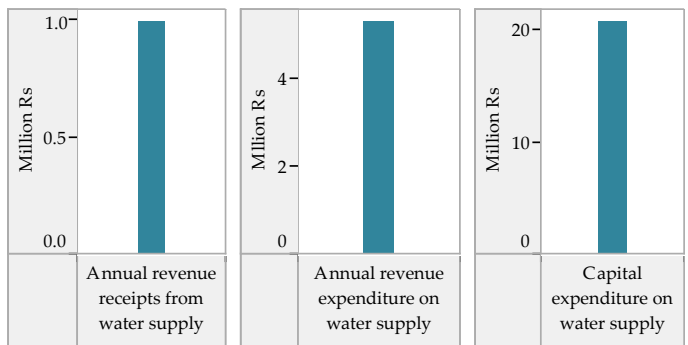 1.0
0.5
0.0
Million Rs
Annual revenue
receipts from
water supply
4
2
0
Mllion Rs
Annual revenue
expenditure on
water supply
20
10
0
Million Rs
Capital
expenditure on
water supply